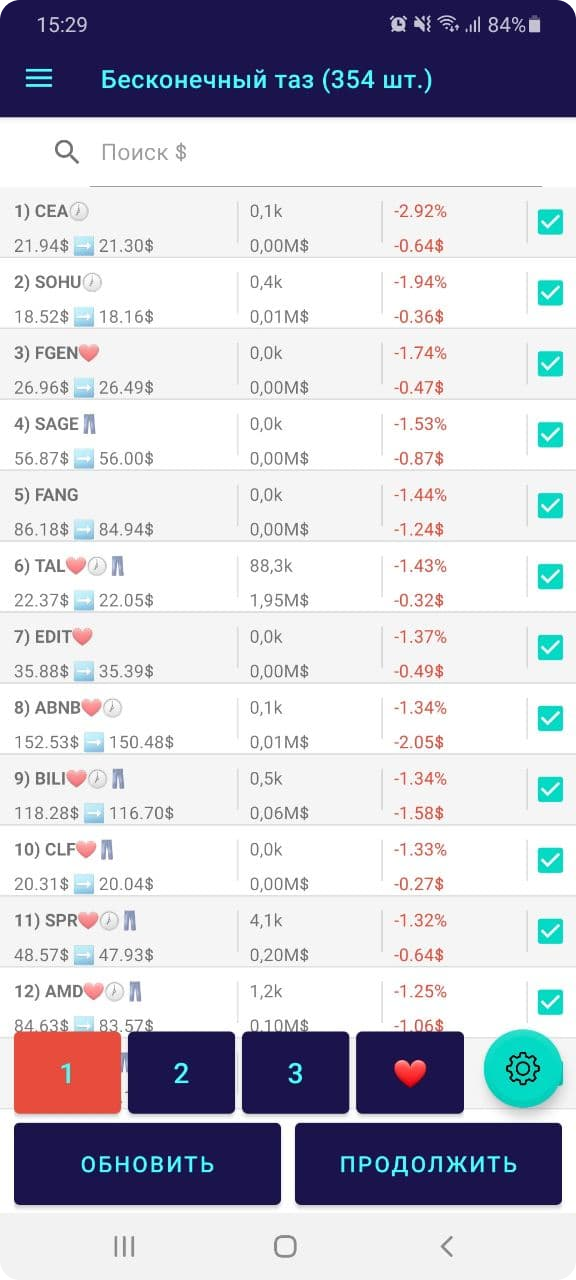 15:29 84%
Бесконечный таз (354 шт.)
Поиск $
1) CEA 0,1k -2.92%
21.94$ ➡️ 21.30$ 0,00M$ -0.64$
2) SOHU 0,4k -1.94%
18.52$ ➡️ 18.16$ 0,01M$ -0.36$
3) FGEN❤️ 0,0k -1.74%
26.96$ ➡️ 26.49$ 0,00M$ -0.47$
4) SAGE👖 0,0k -1.53%
56.87$ ➡️ 56.00$ 0,00M$ -0.87$
5) FANG 0,0k -1.44%
86.18$ ➡️ 84.94$ 0,00M$ -1.24$
6) TAL❤️🕖👖 88,3k -1.43%
22.37$ ➡️ 22.05$ 1,95M$ -0.32$
7) EDIT❤️ 0,0k -1.37%
35.88$ ➡️ 35.39$ 0,00M$ -0.49$
8) ABNB❤️🕖 0,1k -1.34%
152.53$ ➡️ 150.48$ 0,01M$ -2.05$
9) BILI❤️🕖👖 0,5k -1.34%
118.28$ ➡️ 116.70$ 0,06M$ -1.58$
10) CLF❤️👖 0,0k -1.33%
20.31$ ➡️ 20.04$ 0,00M$ -0.27$
11) SPR❤️🕖👖 4,1k -1.32%
48.57$ ➡️ 47.93$ 0,20M$ -0.64$
12) AMD❤️🕖👖 1,2k -1.25%
84.63$ ➡️ 83.57$ 0,10M$ -1.06$
1 2 3 ❤️
ОБНОВИТЬ ПРОДОЛЖИТЬ